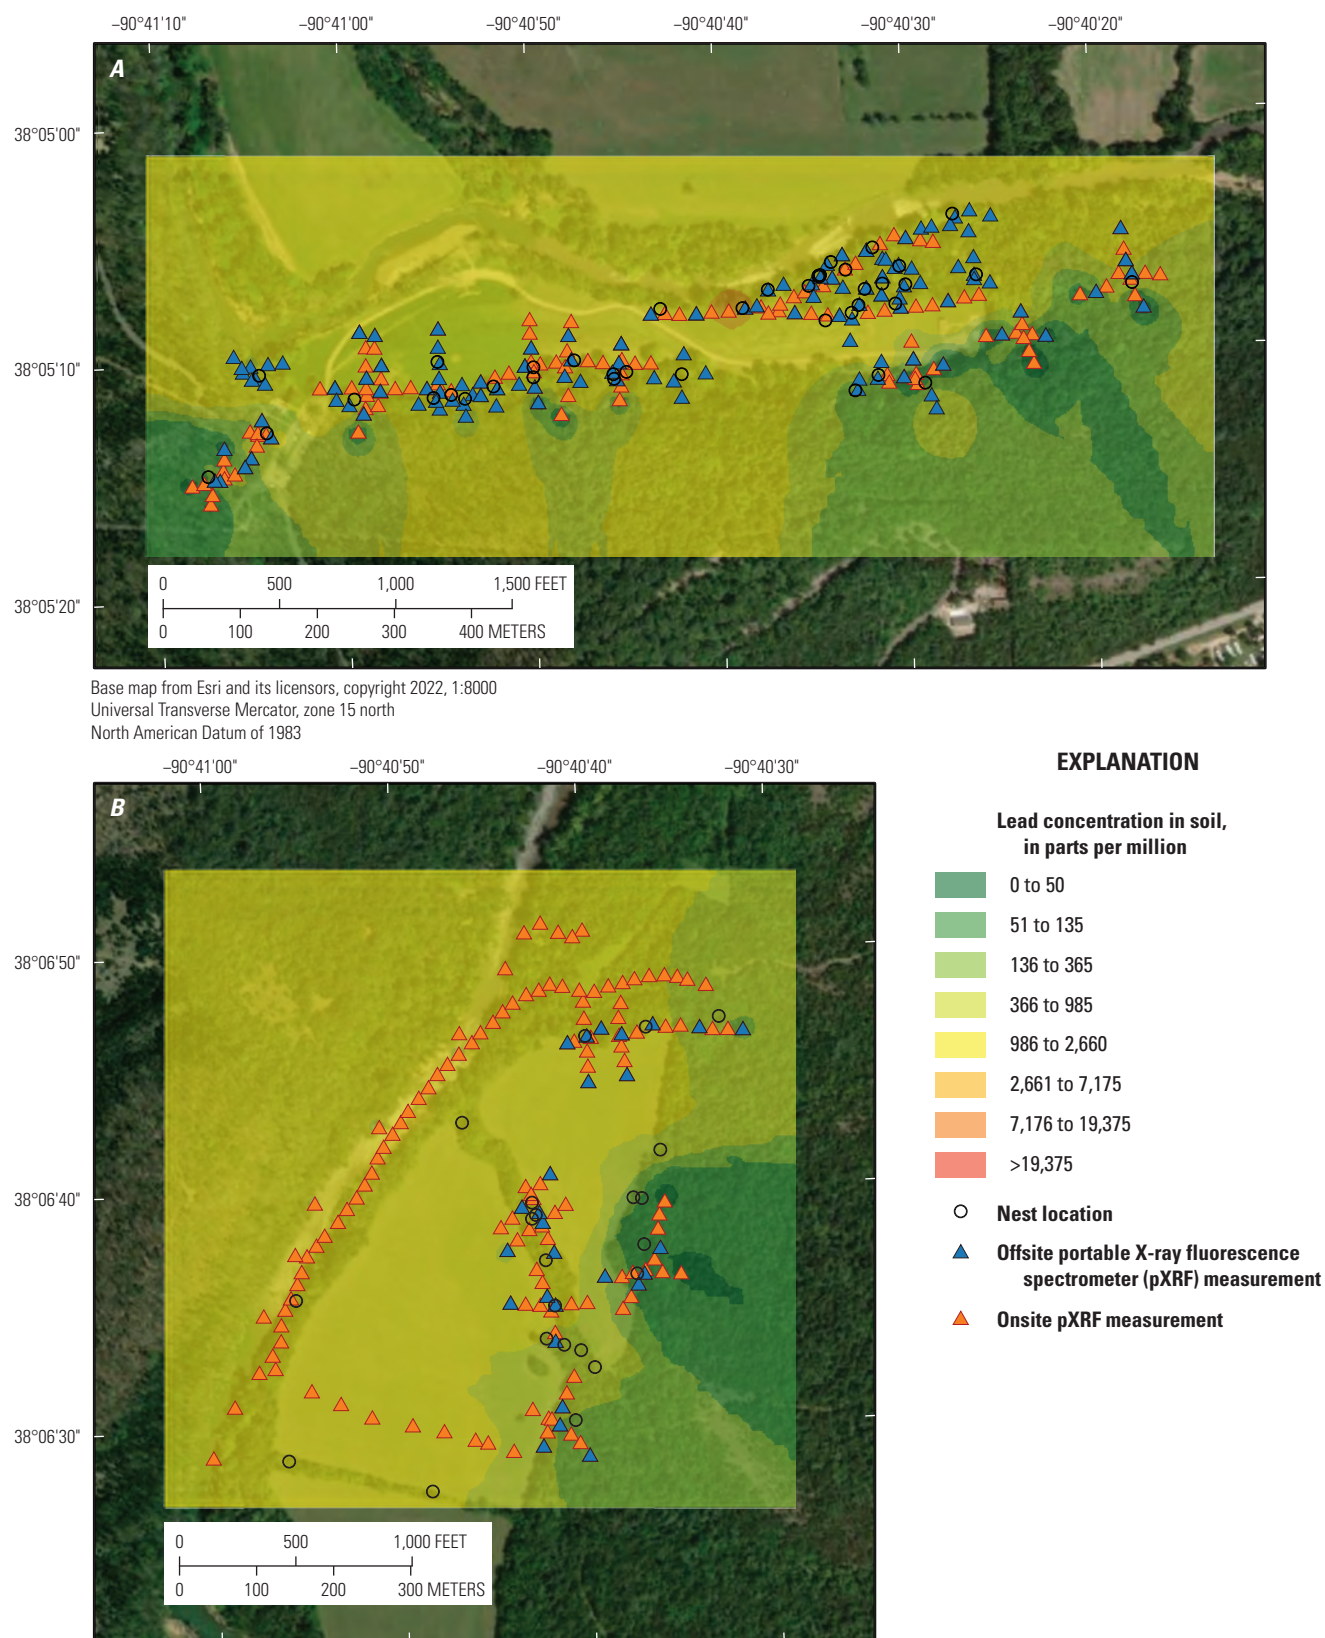 –90°41'10" –90°41'00" –90°40'50" –90°40'40" –90°40'30" –90°40'20"
A
38°05'00"
38°05'10"
38°05'20"
0 500 1,000 1,500 FEET
0 100 200 300 400 METERS
Base map from Esri and its licensors, copyright 2022, 1:8000
Universal Transverse Mercator, zone 15 north
North American Datum of 1983
–90°41'00" –90°40'50" –90°40'40" –90°40'30"
B
38°06'50"
38°06'40"
38°06'30"
0 500 1,000 FEET
0 100 200 300 METERS
EXPLANATION
Lead concentration in soil,
in parts per million
0 to 50
51 to 135
136 to 365
366 to 985
986 to 2,660
2,661 to 7,175
7,176 to 19,375
>19,375
Nest location
Offsite portable X-ray fluorescence
spectrometer (pXRF) measurement
Onsite pXRF measurement